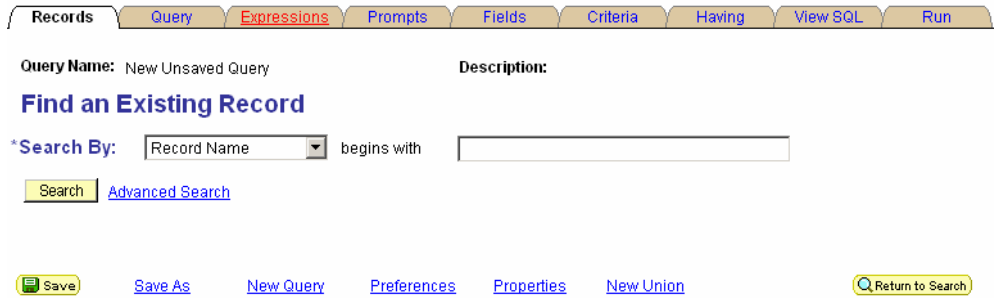 Records Query Expressions Prompts Fields Criteria Having View SQL Run
Query Name: New Unsaved Query Description:
Find an Existing Record
*Search By: Record Name begins with
Search Advanced Search
Save Save As New Query Preferences Properties New Union Return to Search